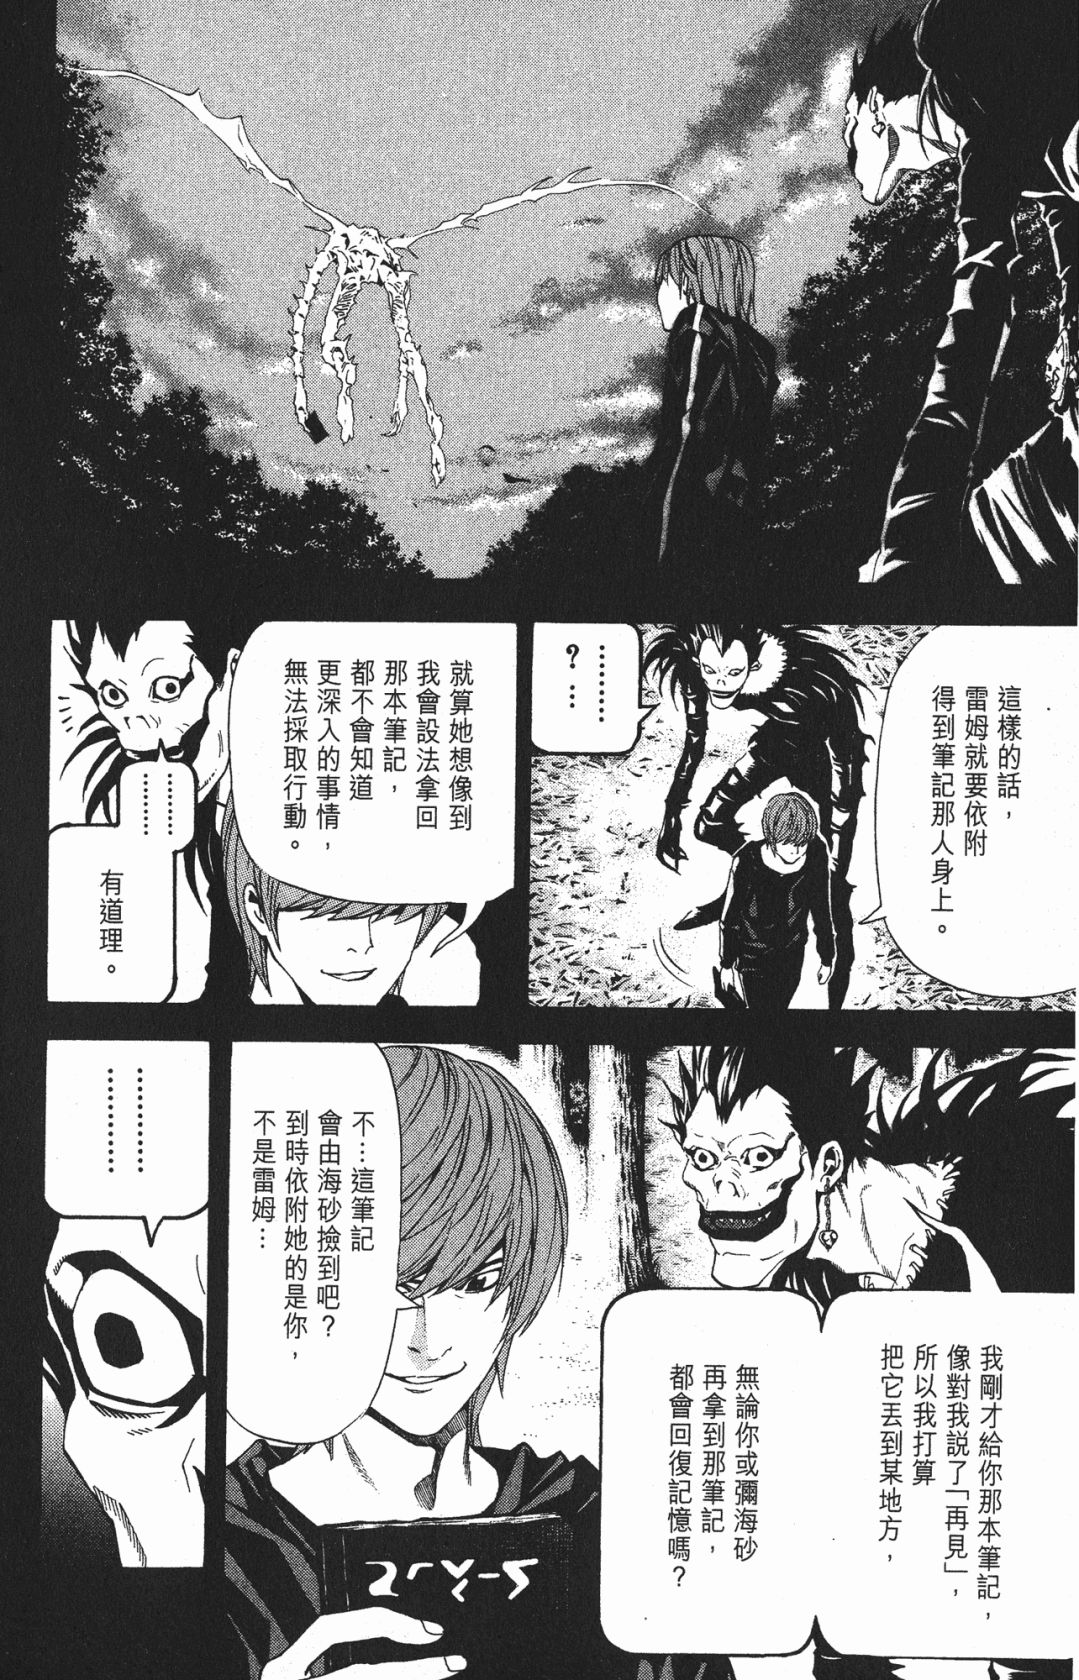 這樣的話，
雷姆就要依附
得到筆記那人身上。
⋯⋯⋯
？⋯
就算她想像到
我會設法拿回
那本筆記，
都不會知道
更深入的事情，
無法採取行動。
⋯⋯⋯
有道理。
我剛才給你那本筆記，
像對我說了「再見」，
所以我打算
把它丟到某地方，
無論你或彌海砂
再拿到那筆記，
都會回復記憶嗎？
不⋯這筆記
會由海砂撿到吧？
到時依附她的是你，
不是雷姆⋯
⋯⋯⋯
⋯⋯⋯